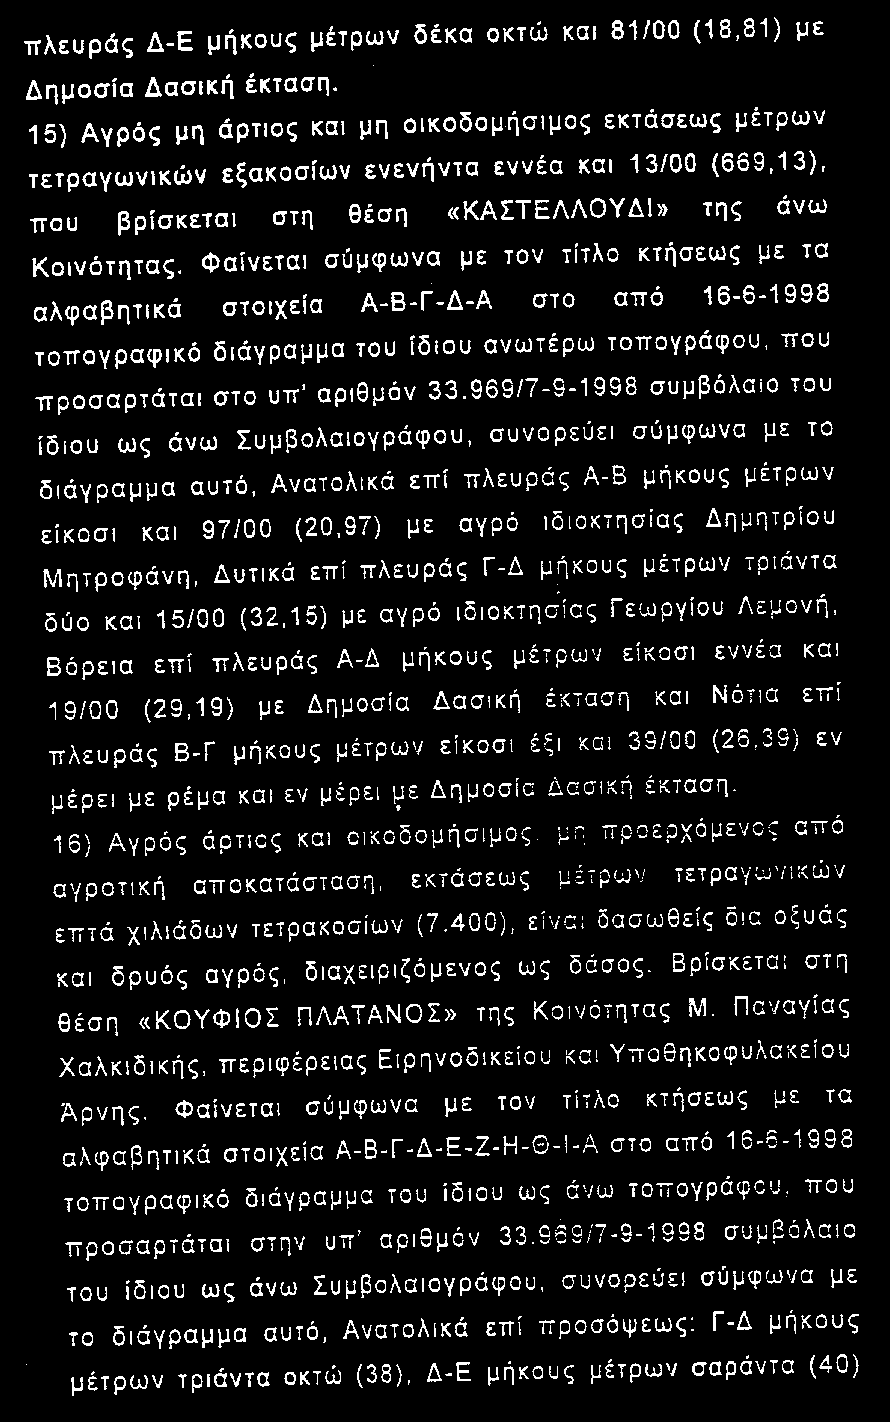 πλευράς Δ-Ε μήκους μέτρων δέκα οκτώ και 81/00 (18,81) με
Δημοσία Δασική έκταση.
15) Αγρός μη άρτιος και μη οικοδομήσιμος εκτάσεως μέτρων
τετραγωνικών εξακοσίων ενενήντα εννέα και 13/00 (669,13),
που βρίσκεται στη θέση «ΚΑΣΤΕΛΛΟΥΔΙ» της άνω
Κοινότητας. Φαίνεται σύμφωνα με τον τίτλο κτήσεως με τα
αλφαβητικά στοιχεία Α-Β-Γ-Δ-Α στο από 16-6-1998
τοπογραφικό διάγραμμα του ίδιου ανωτέρω τοπογράφου, που
προσαρτάται στο υπ' αριθμόν 33.969/7-9-1998 συμβόλαιο του
ίδιου ως άνω Συμβολαιογράφου, συνορεύει σύμφωνα με το
διάγραμμα αυτό, Ανατολικά επί πλευράς Α-Β μήκους μέτρων
είκοσι και 97/00 (20,97) με αγρό ιδιοκτησίας Δημητρίου
Μητροφάνη, Δυτικά επί πλευράς Γ-Δ μήκους μέτρων τριάντα
δύο και 15/00 (32,15) με αγρό ιδιοκτησίας Γεωργίου Λεμονή,
Βόρεια επί πλευράς Α-Δ μήκους μέτρων είκοσι εννέα και
19/00 (29,19) με Δημοσία Δασική έκταση και Νότια επί
πλευράς Β-Γ μήκους μέτρων είκοσι έξι και 39/00 (26,39) εν
μέρει με ρέμα και εν μέρει με Δημοσία Δασική έκταση.
16) Αγρός άρτιος και οικοδομήσιμος, μη προερχόμενος από
αγροτική αποκατάσταση, εκτάσεως μέτρων τετραγωνικών
επτά χιλιάδων τετρακοσίων (7.400), είναι δασωθείς δια οξυάς
και δρυός αγρός, διαχειριζόμενος ως δάσος. Βρίσκεται στη
θέση «ΚΟΥΦΙΟΣ ΠΛΑΤΑΝΟΣ» της Κοινότητας Μ. Παναγίας
Χαλκιδικής, περιφέρειας Ειρηνοδικείου και Υποθηκοφυλακείου
Άρνης. Φαίνεται σύμφωνα με τον τίτλο κτήσεως με τα
αλφαβητικά στοιχεία Α-Β-Γ-Δ-Ε-Ζ-Η-Θ-Ι-Α στο από 16-6-1998
τοπογραφικό διάγραμμα του ίδιου ως άνω τοπογράφου, που
προσαρτάται στην υπ' αριθμόν 33.969/7-9-1998 συμβόλαιο
του ίδιου ως άνω Συμβολαιογράφου, συνορεύει σύμφωνα με
το διάγραμμα αυτό, Ανατολικά επί προσόψεως: Γ-Δ μήκους
μέτρων τριάντα οκτώ (38), Δ-Ε μήκους μέτρων σαράντα (40)